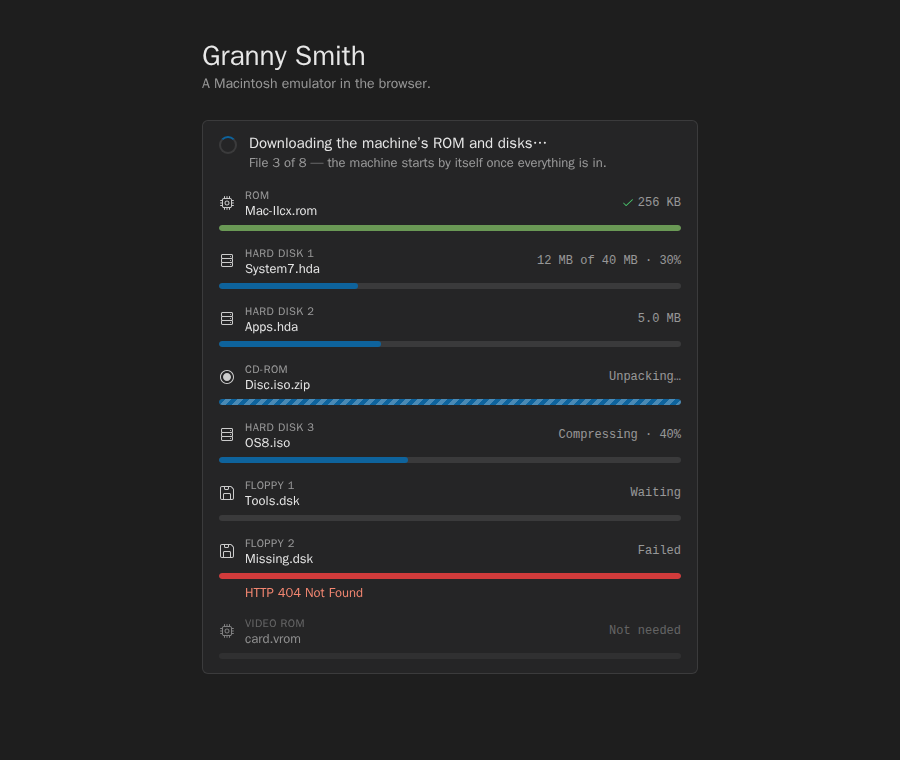 Granny Smith
A Macintosh emulator in the browser.
Downloading the machine's ROM and disks⋯
File 3 of 8 — the machine starts by itself once everything is in.
ROM
Mac-IIcx.rom
256 KB
HARD DISK 1
System7.hda
12 MB of 40 MB · 30%
HARD DISK 2
Apps.hda
5.0 MB
CD-ROM
Disc.iso.zip
Unpacking…
HARD DISK 3
OS8.iso
Compressing · 40%
FLOPPY 1
Tools.dsk
Waiting
FLOPPY 2
Missing.dsk
Failed
HTTP 404 Not Found
VIDEO ROM
card.vrom
Not needed